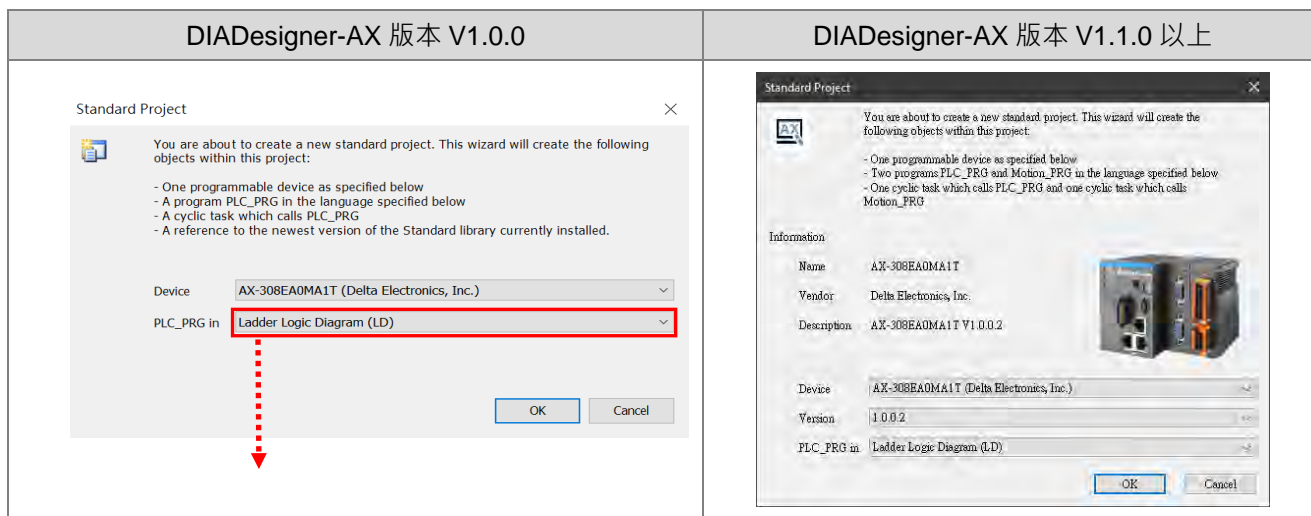 DIADesigner-AX 版本 V1.0.0
DIADesigner-AX 版本 V1.1.0 以上
Standard Project
You are about to create a new standard project. This wizard will create the following
objects within this project:
- One programmable device as specified below
- A program PLC_PRG in the language specified below
- A cyclic task which calls PLC_PRG
- A reference to the newest version of the Standard library currently installed.
Device AX-308EA0MA1T (Delta Electronics, Inc.)
PLC_PRG in Ladder Logic Diagram (LD)
OK Cancel
Standard Project
AX
You are about to create a new standard project. This wizard will create the
following objects within this project:
- One programmable device as specified below
- Two programs PLC_PRG and Motion_PRG in the language specified below
- One cyclic task which calls PLC_PRG and one cyclic task which calls
Motion_PRG
Information
Name AX-308EA0MA1T
Vendor Delta Electronics, Inc.
Description AX-308EA0MA1T V1.0.0.2
Device AX-308EA0MA1T (Delta Electronics, Inc.)
Version 1.0.0.2
PLC_PRG in Ladder Logic Diagram (LD)
OK Cancel